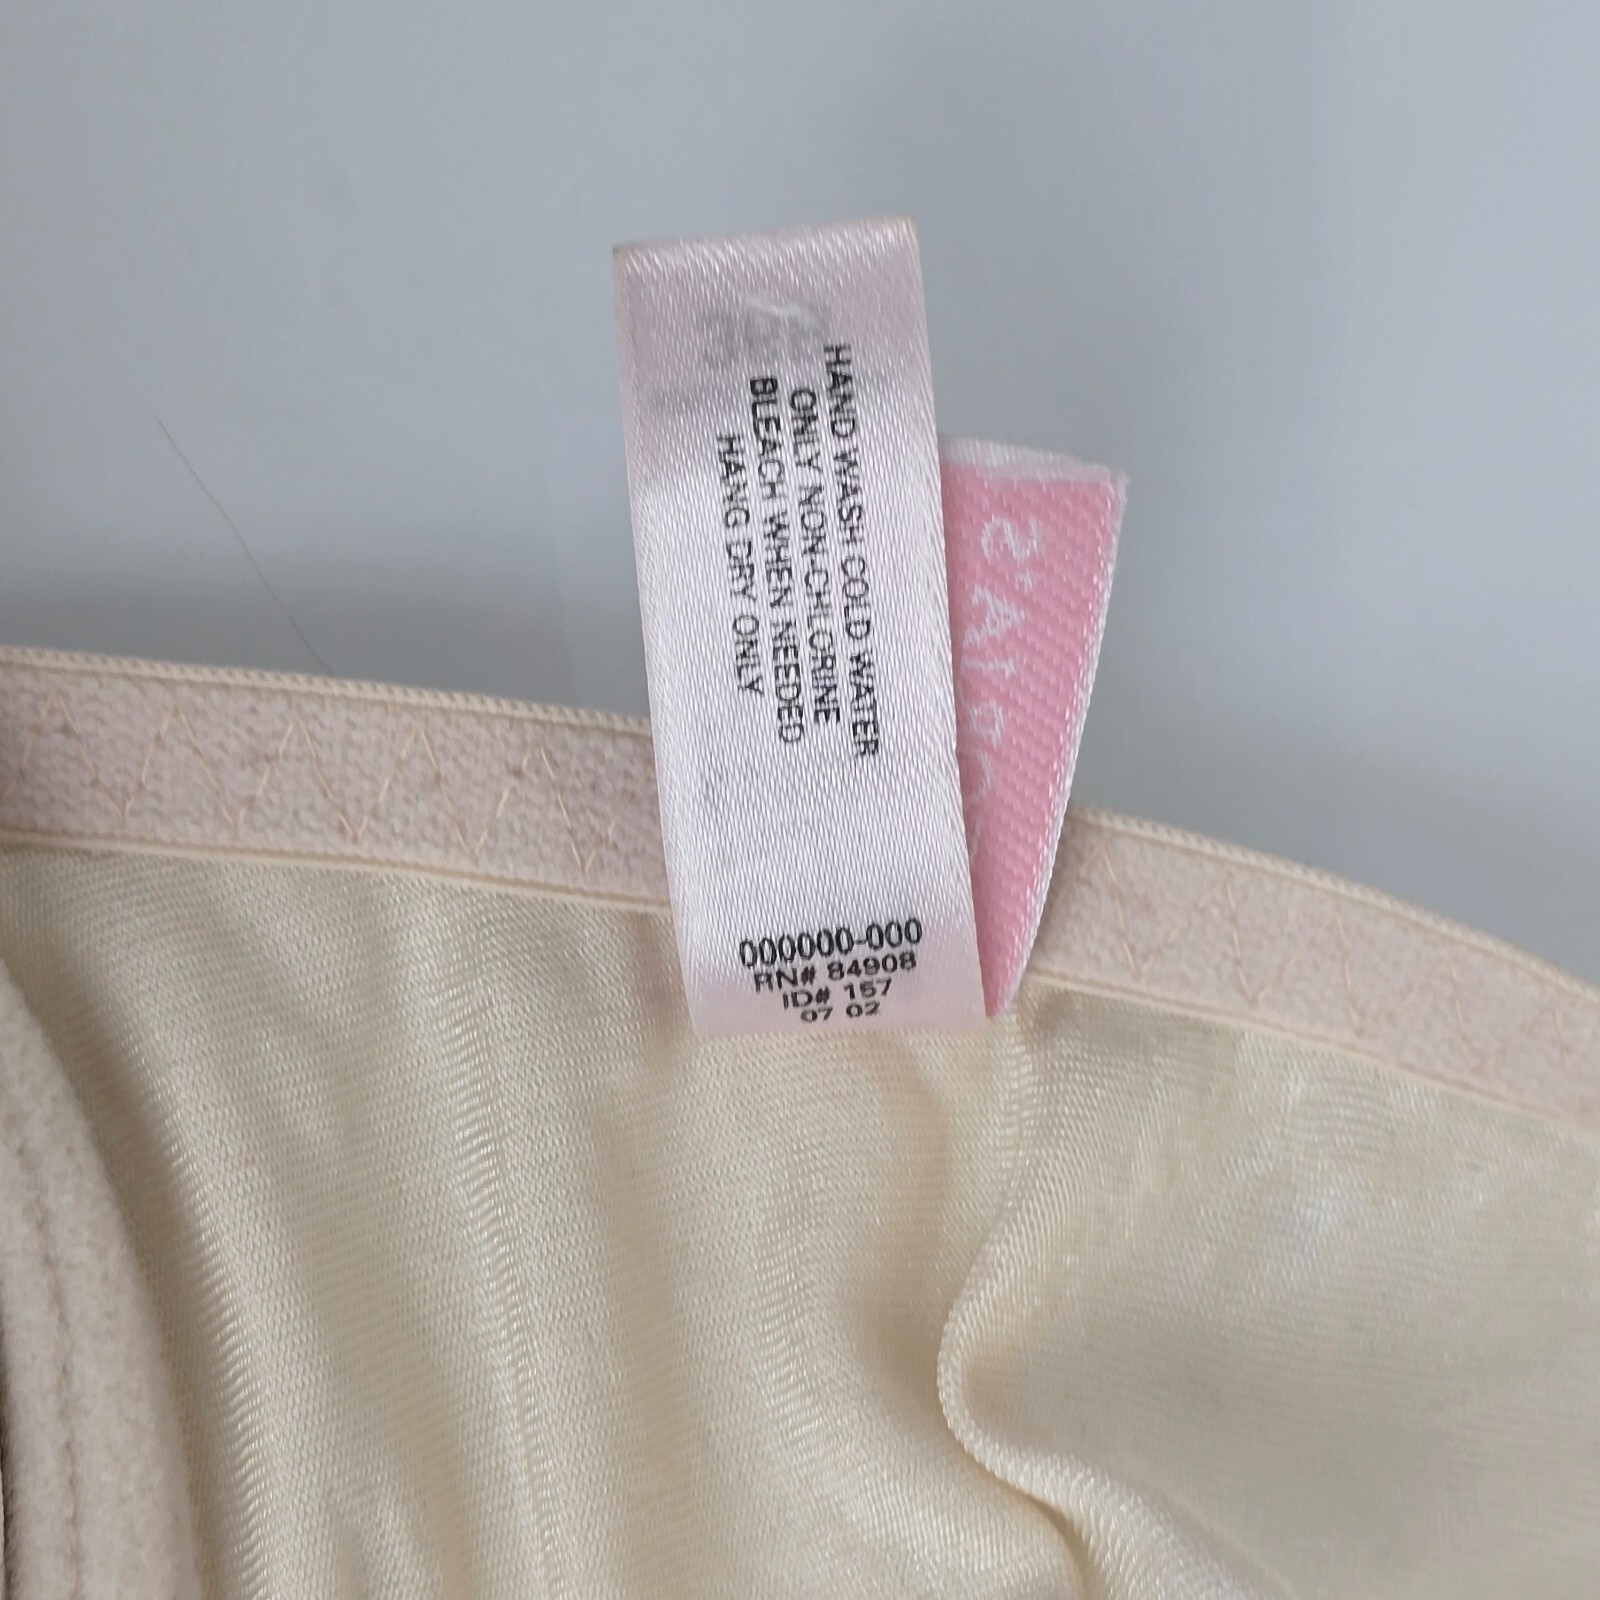 HAND WASH COLD WATER
ONLY NON-CHLORINE
BLEACH WHEN NEEDED
HANG DRY ONLY
000000-000
RN# 84908
ID# 157
07 02